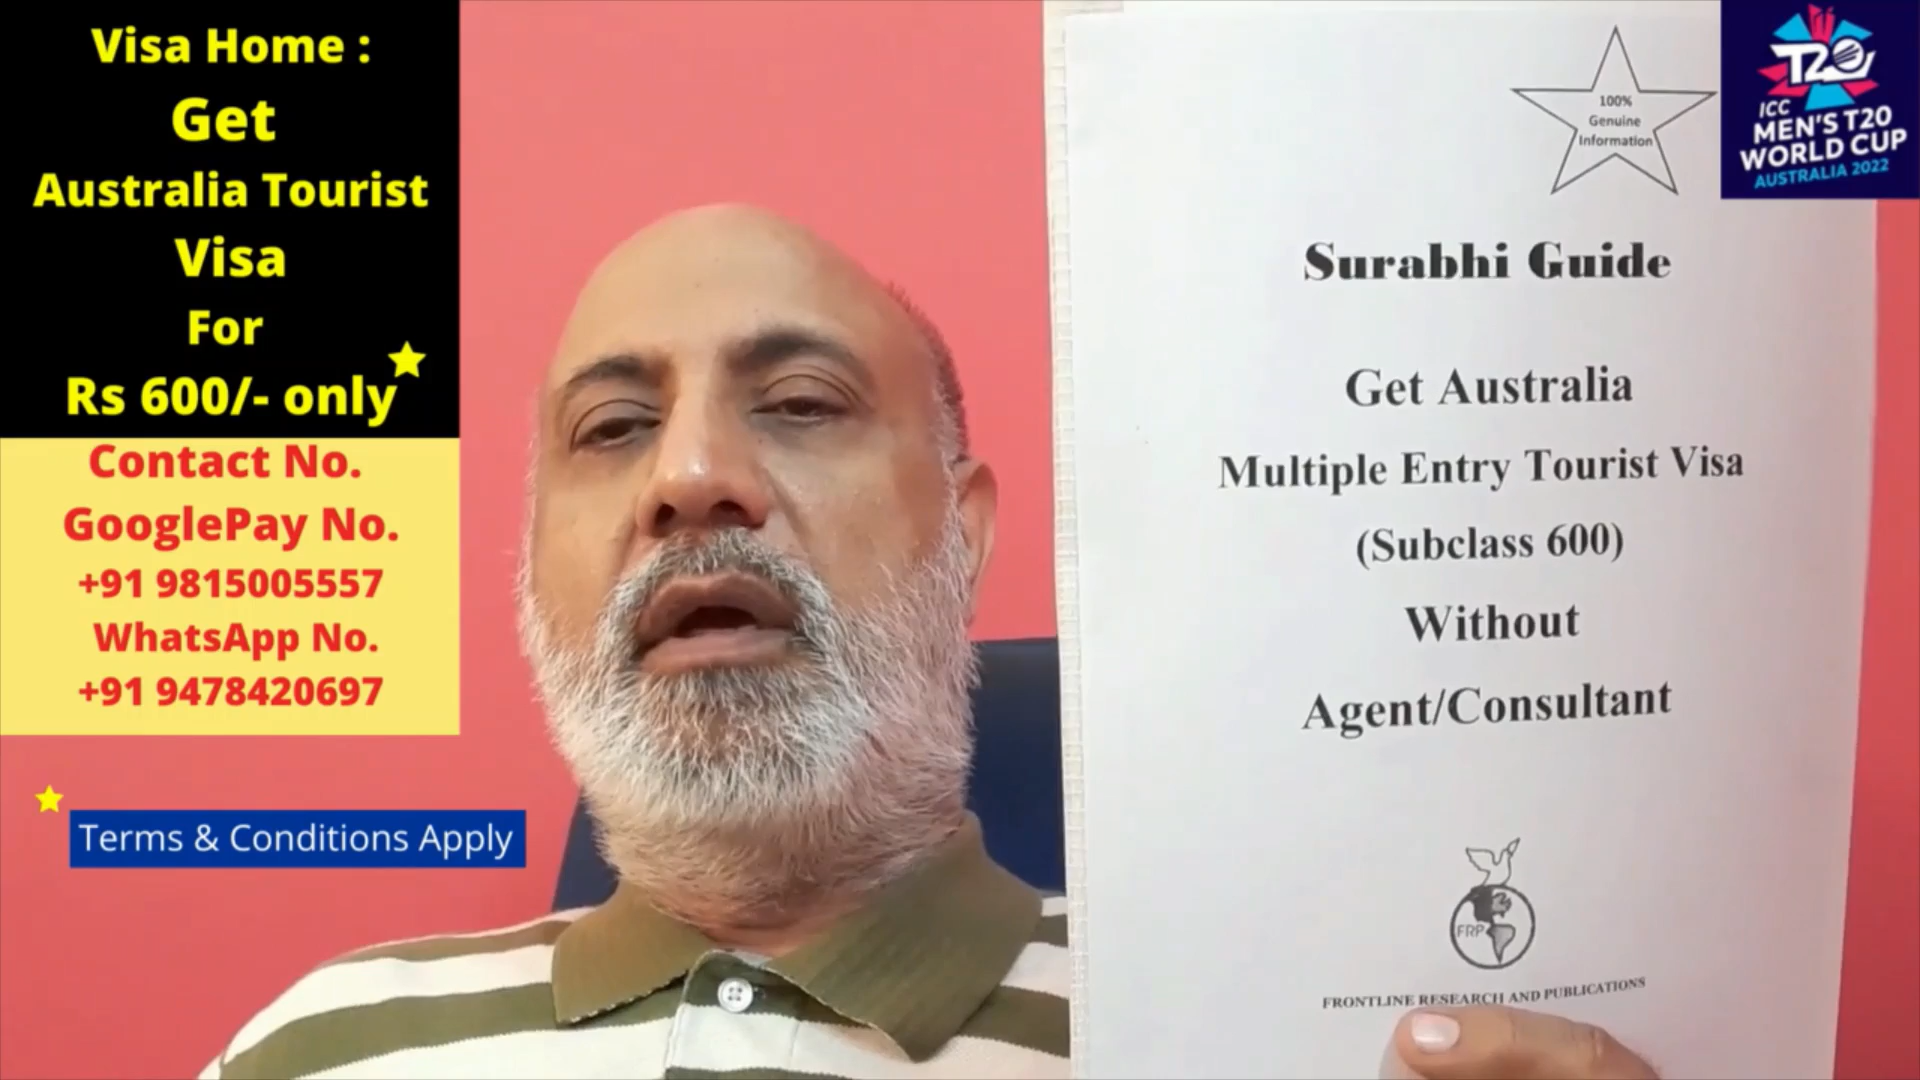 Visa Home :
Get
Australia Tourist
Visa
For
Rs 600/- only
Contact No.
GooglePay No.
+91 9815005557
WhatsApp No.
+91 9478420697
Terms & Conditions Apply
100%
Genuine
Information
T20
ICC
MEN'S T20
WORLD CUP
AUSTRALIA 2022
Surabhi Guide
Get Australia
Multiple Entry Tourist Visa
(Subclass 600)
Without
Agent/Consultant
FRP
FRONTLINE RESEARCH AND PUBLICATIONS